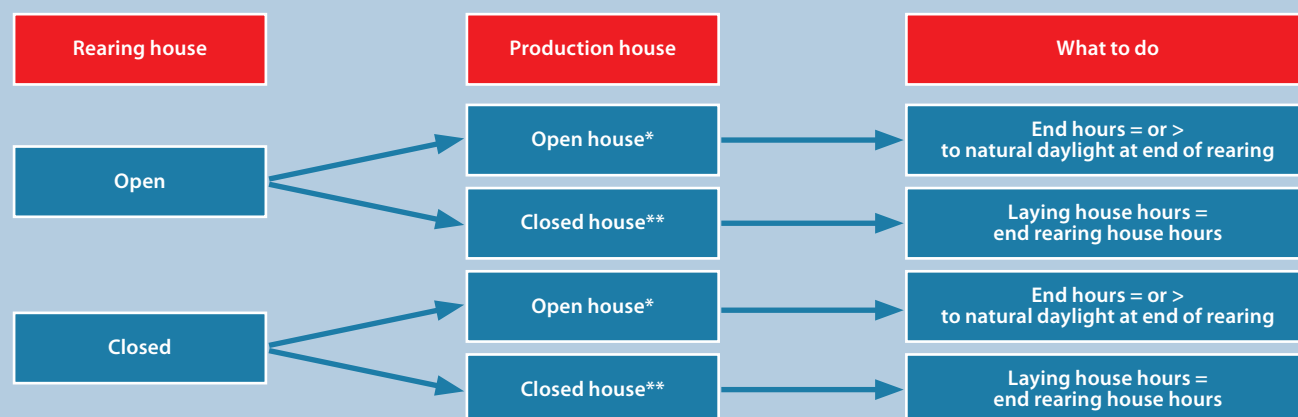 Rearing house
Production house
What to do
Open
Open house*
End hours = or >
to natural daylight at end of rearing
Closed house**
Laying house hours =
end rearing house hours
Closed
Open house*
End hours = or >
to natural daylight at end of rearing
Closed house**
Laying house hours =
end rearing house hours